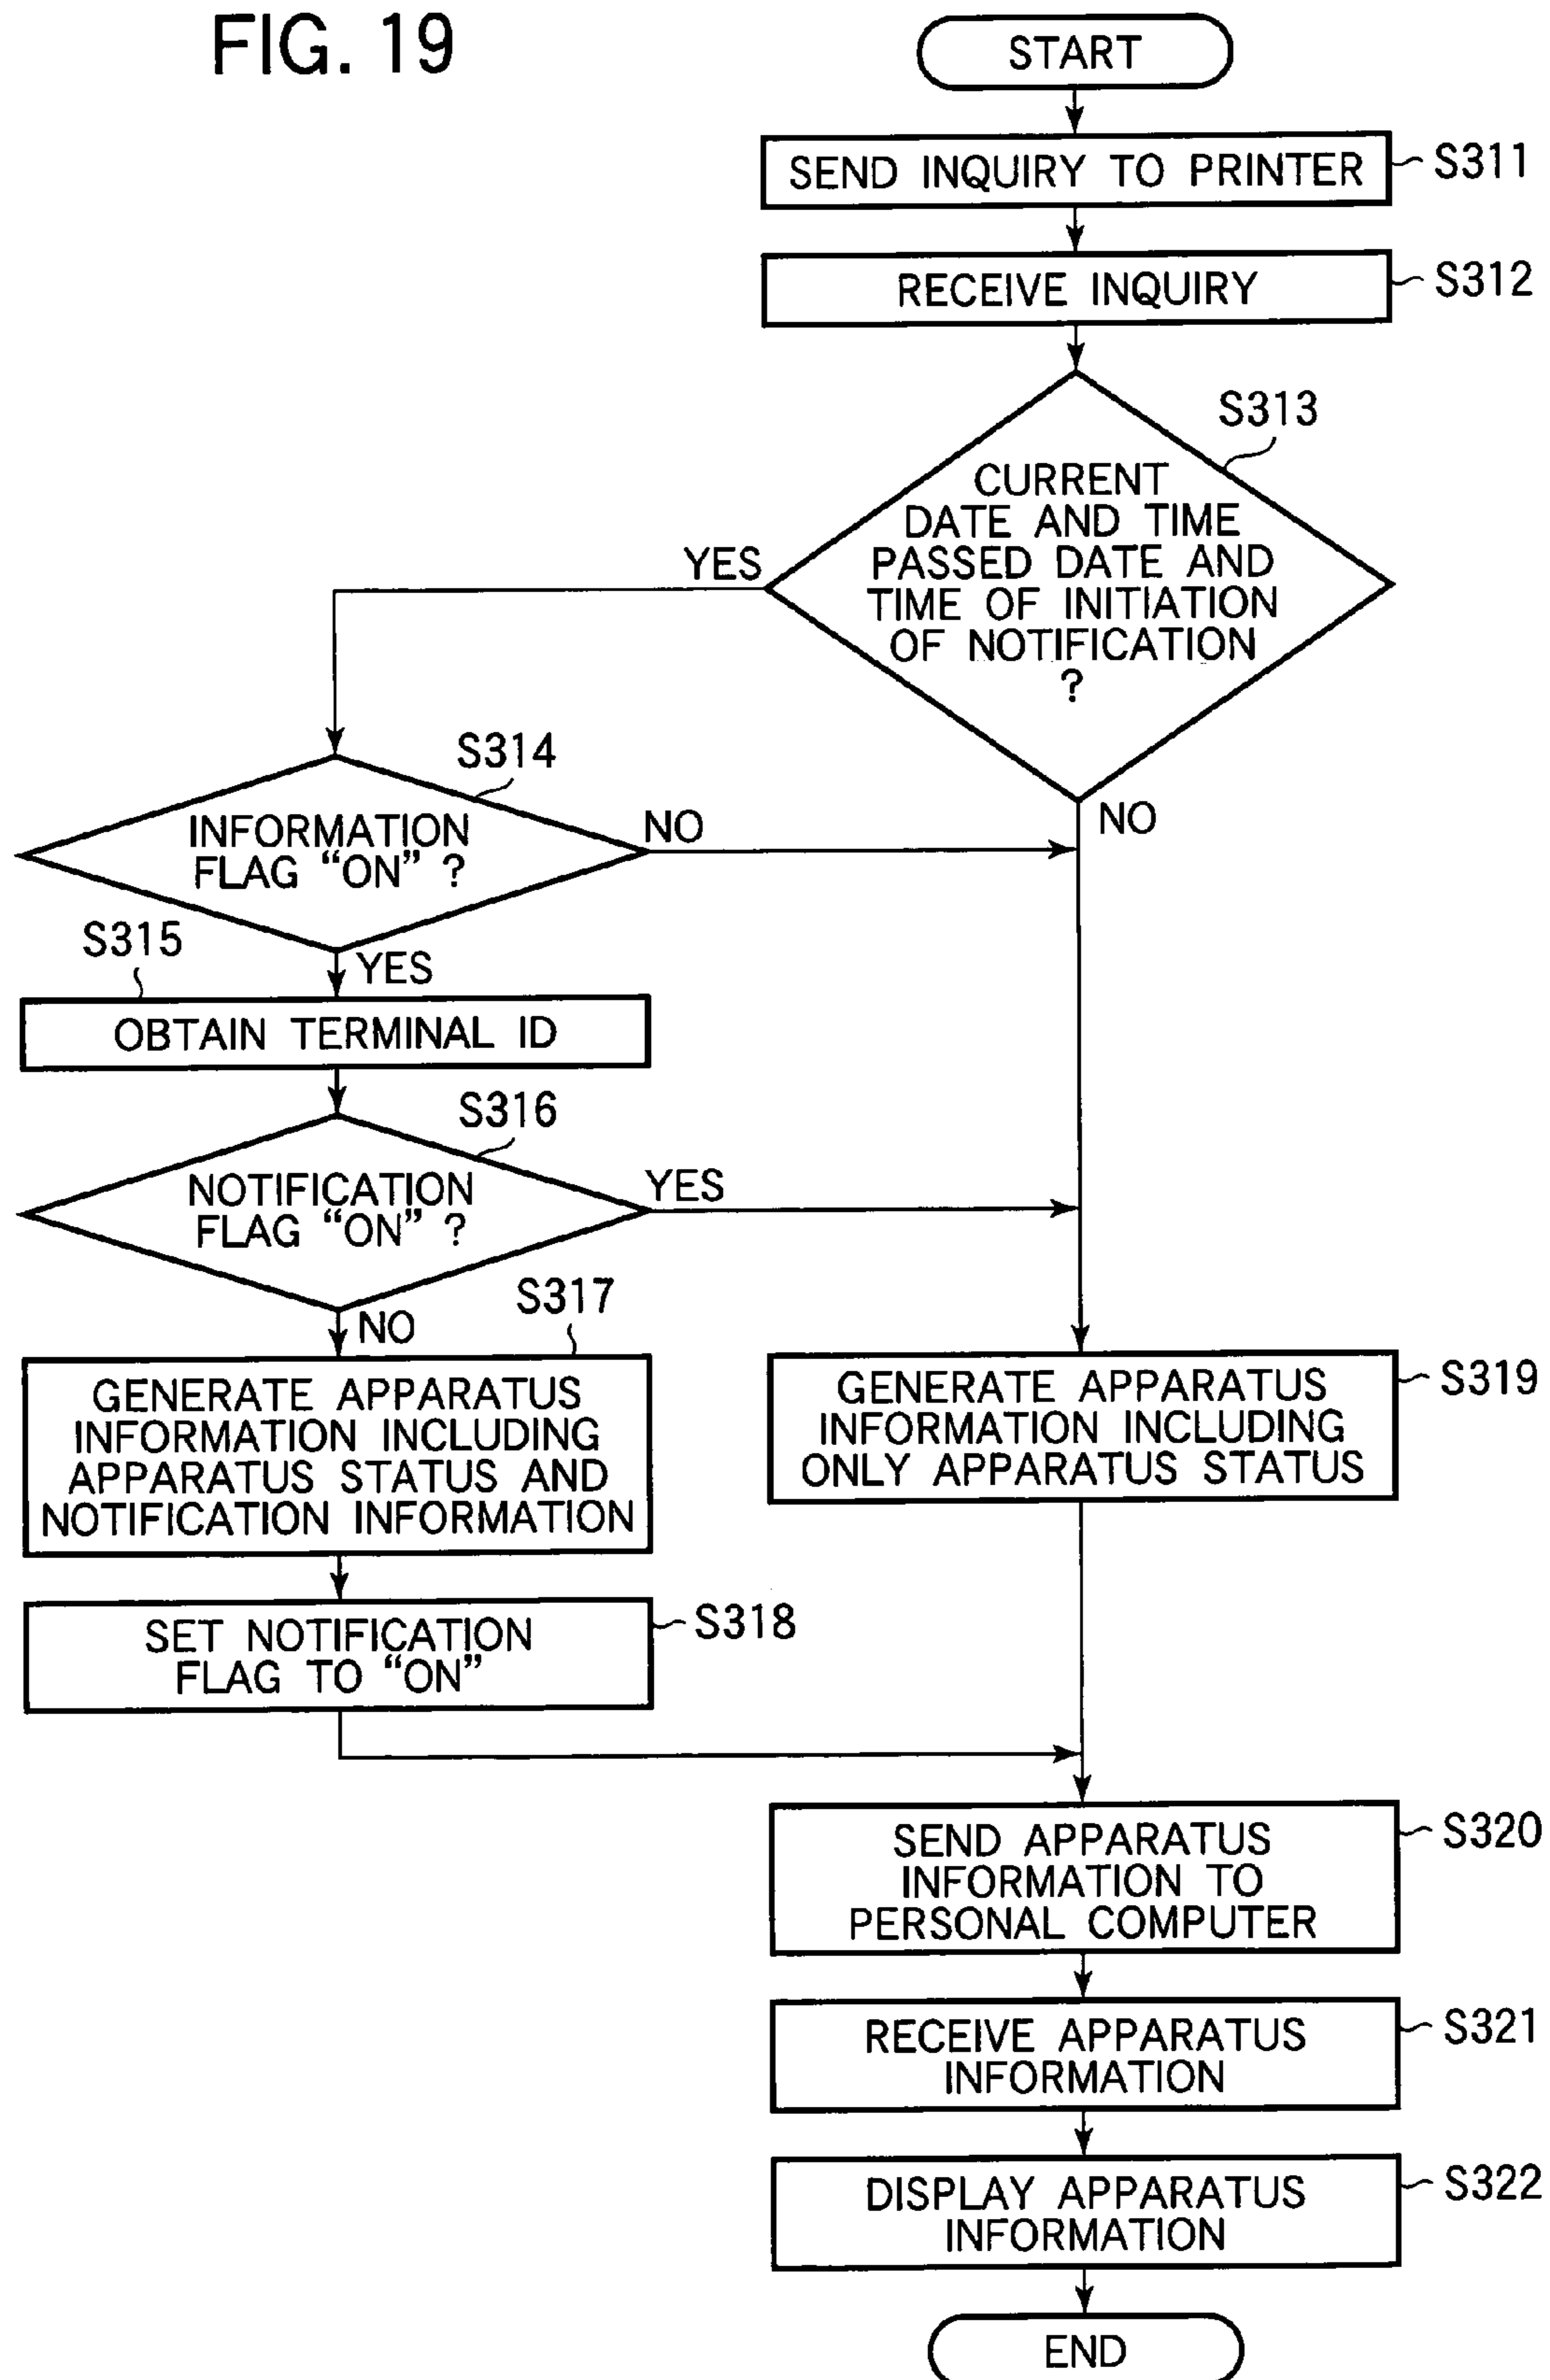 FIG. 19
START
SEND INQUIRY TO PRINTER
S311
RECEIVE INQUIRY
S312
S313
CURRENT
DATE AND TIME
PASSED DATE AND
TIME OF INITIATION
OF NOTIFICATION
?
YES
NO
S314
INFORMATION
FLAG “ON” ?
NO
YES
S315
OBTAIN TERMINAL ID
S316
NOTIFICATION
FLAG “ON” ?
YES
NO
S317
GENERATE APPARATUS
INFORMATION INCLUDING
APPARATUS STATUS AND
NOTIFICATION INFORMATION
GENERATE APPARATUS
INFORMATION INCLUDING
ONLY APPARATUS STATUS
S319
SET NOTIFICATION
FLAG TO “ON”
S318
SEND APPARATUS
INFORMATION TO
PERSONAL COMPUTER
S320
RECEIVE APPARATUS
INFORMATION
S321
DISPLAY APPARATUS
INFORMATION
S322
END